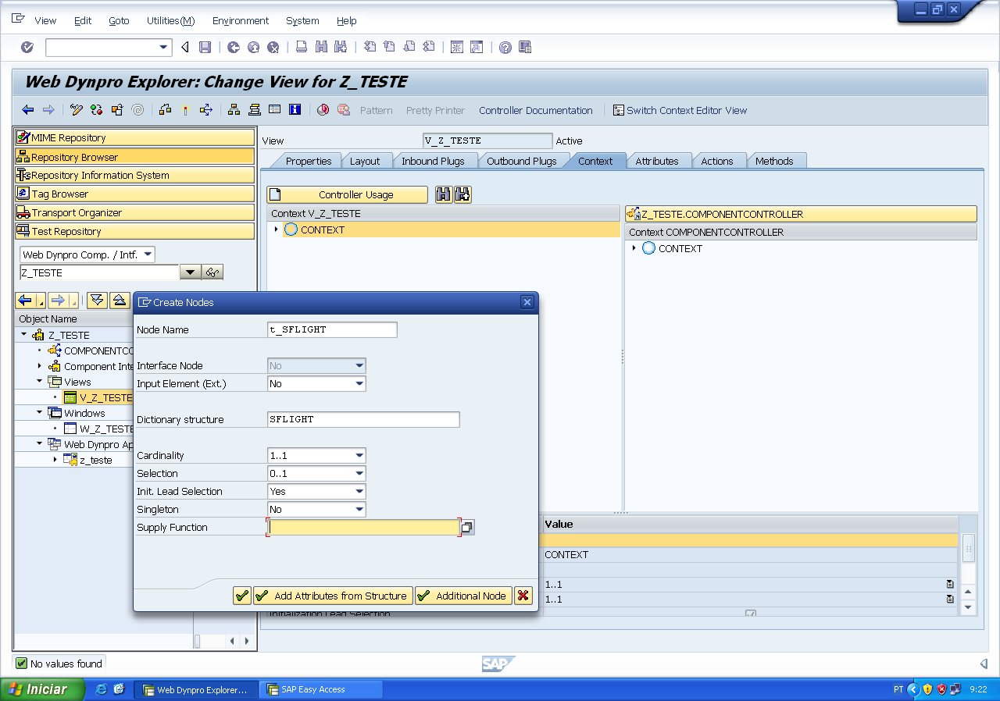 View Edit Goto Utilities(M) Environment System Help
Web Dynpro Explorer: Change View for Z_TESTE
Pattern Pretty Printer Controller Documentation Switch Context Editor View
MIME Repository
Repository Browser
Repository Information System
Tag Browser
Transport Organizer
Test Repository
Web Dynpro Comp. / Intf.
Z_TESTE
Object Name
Z_TESTE
COMPONENTCO
Component Inte
Views
V_Z_TESTE
Windows
W_Z_TESTE
Web Dynpro Ap
z_teste
View V_Z_TESTE Active
Properties Layout Inbound Plugs Outbound Plugs Context Attributes Actions Methods
Controller Usage
Context V_Z_TESTE
CONTEXT
Z_TESTE.COMPONENTCONTROLLER
Context COMPONENTCONTROLLER
CONTEXT
Create Nodes
Node Name t_SFLIGHT
Interface Node No
Input Element (Ext.) No
Dictionary structure SFLIGHT
Cardinality 1..1
Selection 0..1
Init. Lead Selection Yes
Singleton No
Supply Function
Add Attributes from Structure Additional Node
Value
CONTEXT
1..1
1..1
Initialization Lead Selection
No values found
SAP
Iniciar Web Dynpro Explorer... SAP Easy Access PT 9:22